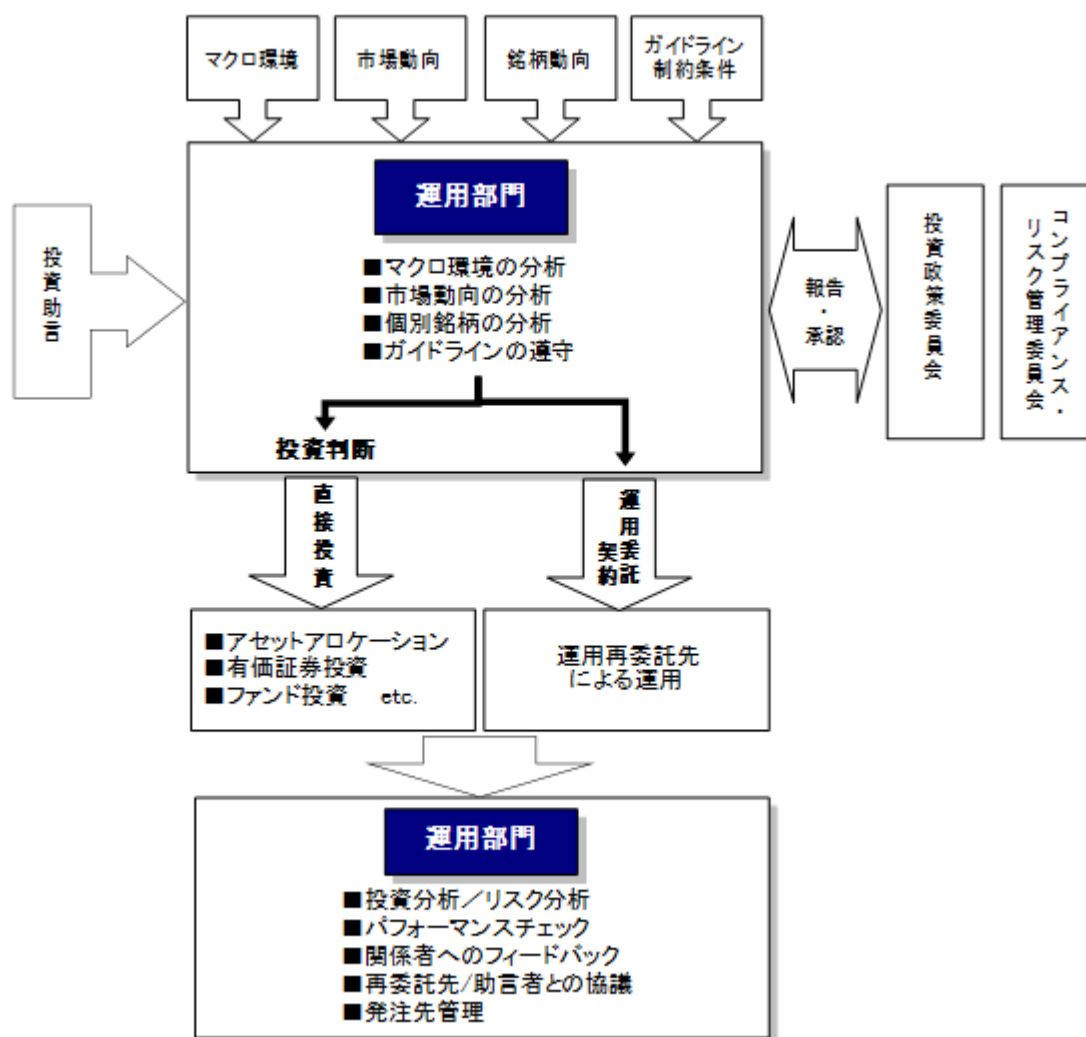 マクロ環境
市場動向
銘柄動向
ガイドライン
制約条件
運用部門
■マクロ環境の分析
■市場動向の分析
■個別銘柄の分析
■ガイドラインの遵守
投資助言
報告
・
承認
投資政策委員会
コンプライアンス・
リスク管理委員会
投資判断
直接投資
運用委託
契約
■アセットアロケーション
■有価証券投資
■ファンド投資 etc.
運用再委託先
による運用
運用部門
■投資分析／リスク分析
■パフォーマンスチェック
■関係者へのフィードバック
■再委託先/助言者との協議
■発注先管理